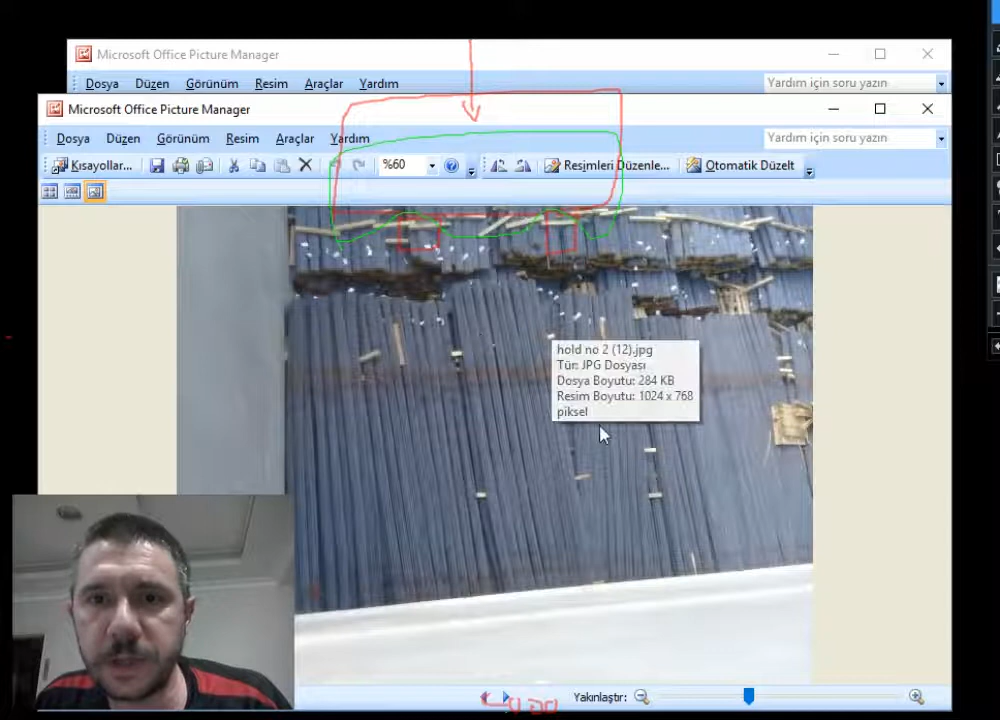 Microsoft Office Picture Manager
Dosya Düzen Görünüm Resim Araçlar Yardım
Yardım için soru yazın
Microsoft Office Picture Manager
Dosya Düzen Görünüm Resim Araçlar Yardım
Yardım için soru yazın
Kısayollar... %60 Resimleri Düzenle... Otomatik Düzelt
hold no 2 (12).jpg
Tür: JPG Dosyası
Dosya Boyutu: 284 KB
Resim Boyutu: 1024 x 768
piksel
Yakınlaştır: